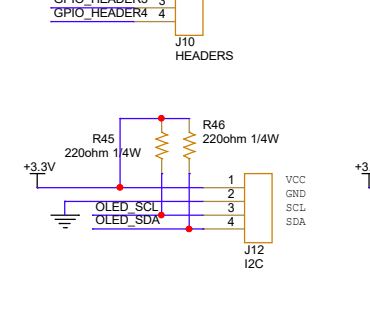 GPIO_HEADER3 3
GPIO_HEADER4 4
J10
HEADERS
R45
220ohm 1/4W
R46
220ohm 1/4W
+3.3V
+3.
1 VCC
2 GND
OLED_SCL 3 SCL
OLED_SDA 4 SDA
J12
I2C